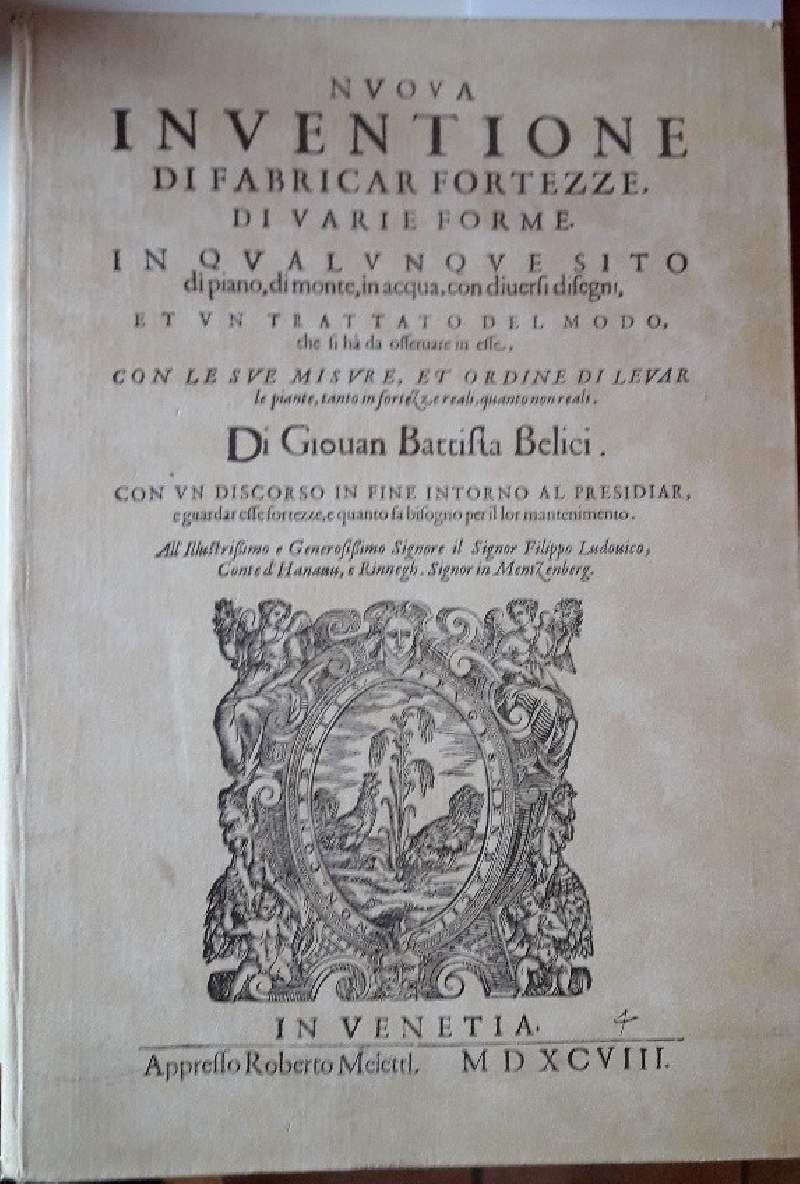 NVOVA
INVENTIONE
DI FABRICAR FORTEZZE,
DI VARIE FORME.
IN QVALVNQVE SITO
di piano, di monte, in acqua, con diuersi disegni,
ET VN TRATTATO DEL MODO,
che si hà da osseruare in esse,
CON LE SVE MISVRE, ET ORDINE DI LEVAR
le piante, tanto in fortezze reali, quanto non reali.
Di Giouan Battista Belici.
CON VN DISCORSO IN FINE INTORNO AL PRESIDIAR,
e guardar esse fortezze, e quanto fa bisogno per il lor mantenimento.
All'Illustrissimo e Generosissimo Signore il Signor Filippo Ludouico,
Conte d'Hanauu, e Rinnegh. Signor in Mentzenberg.
NON
IN VENETIA.
4
Appresso Roberto Meietti. MDXCVIII.